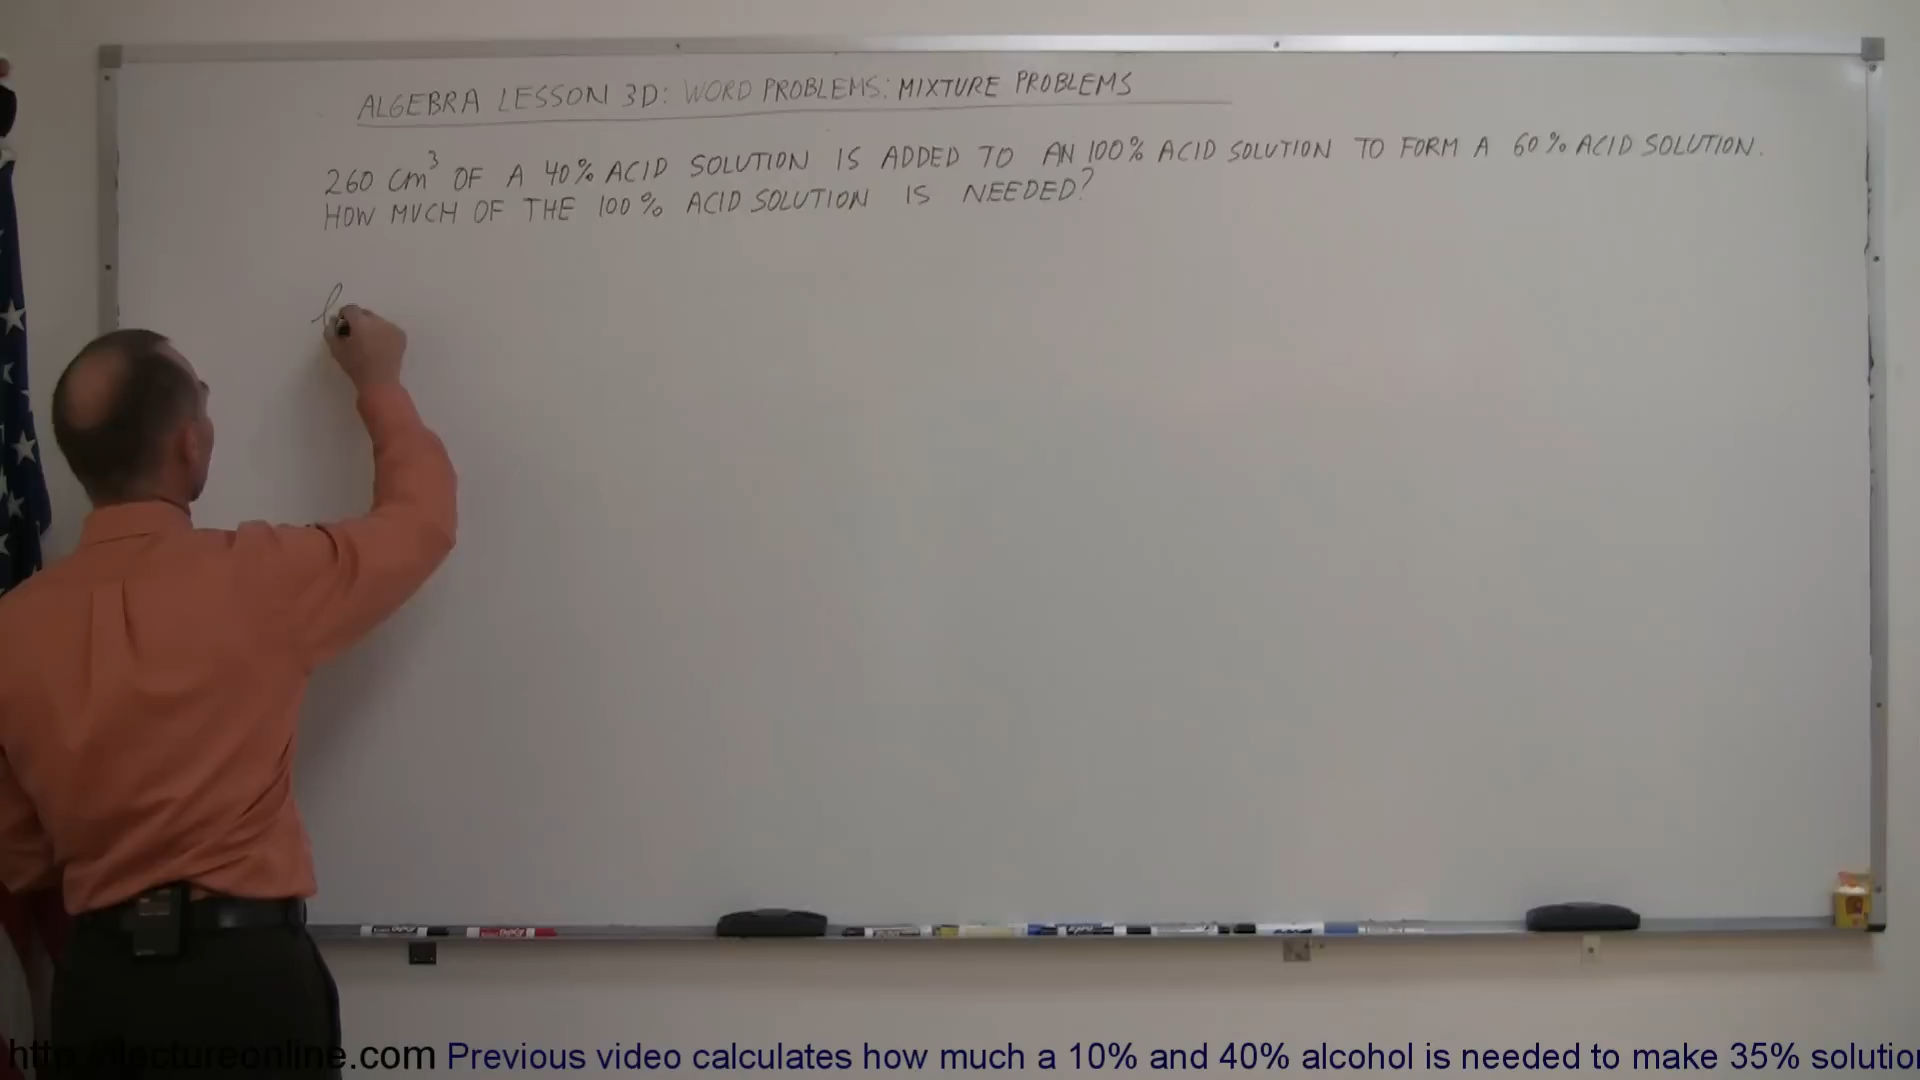 ALGEBRA LESSON 3D: WORD PROBLEMS: MIXTURE PROBLEMS
260 cm³ OF A 40% ACID SOLUTION IS ADDED TO AN 100% ACID SOLUTION TO FORM A 60% ACID SOLUTION.
HOW MUCH OF THE 100% ACID SOLUTION IS NEEDED?
Previous video calculates how much a 10% and 40% alcohol is needed to make 35%